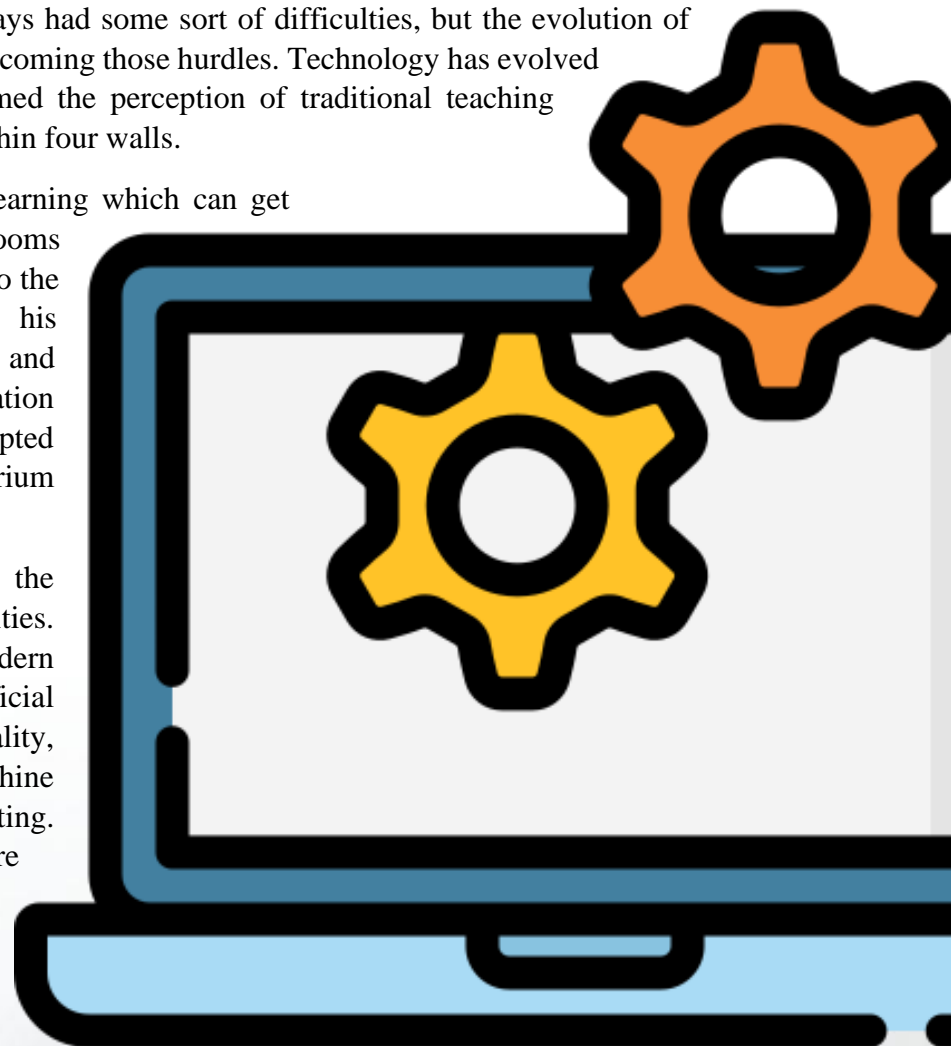 ays had some sort of difficulties, but the evolution of
coming those hurdles. Technology has evolved
med the perception of traditional teaching
hin four walls.
earning which can get
ooms
o the
his
and
ation
pted
rium
the
ties.
dern
icial
ality,
hine
ting.
re